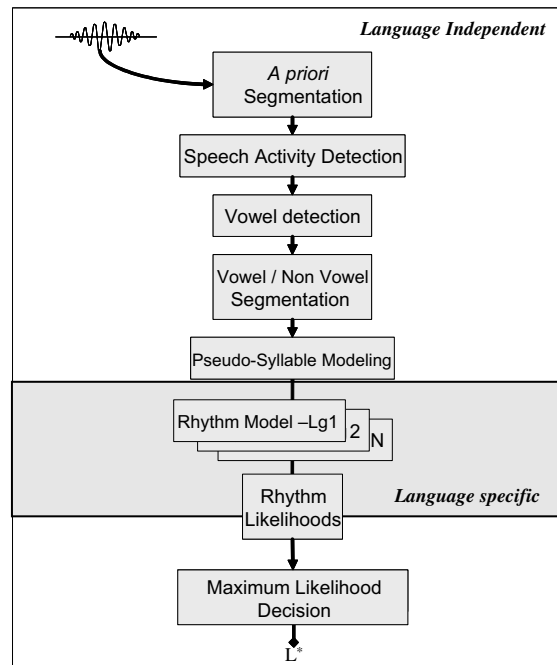 Language Independent
A priori
Segmentation
Speech Activity Detection
Vowel detection
Vowel / Non Vowel
Segmentation
Pseudo-Syllable Modeling
Rhythm Model –Lg1
2
N
Rhythm
Likelihoods
Language specific
Maximum Likelihood
Decision
L*